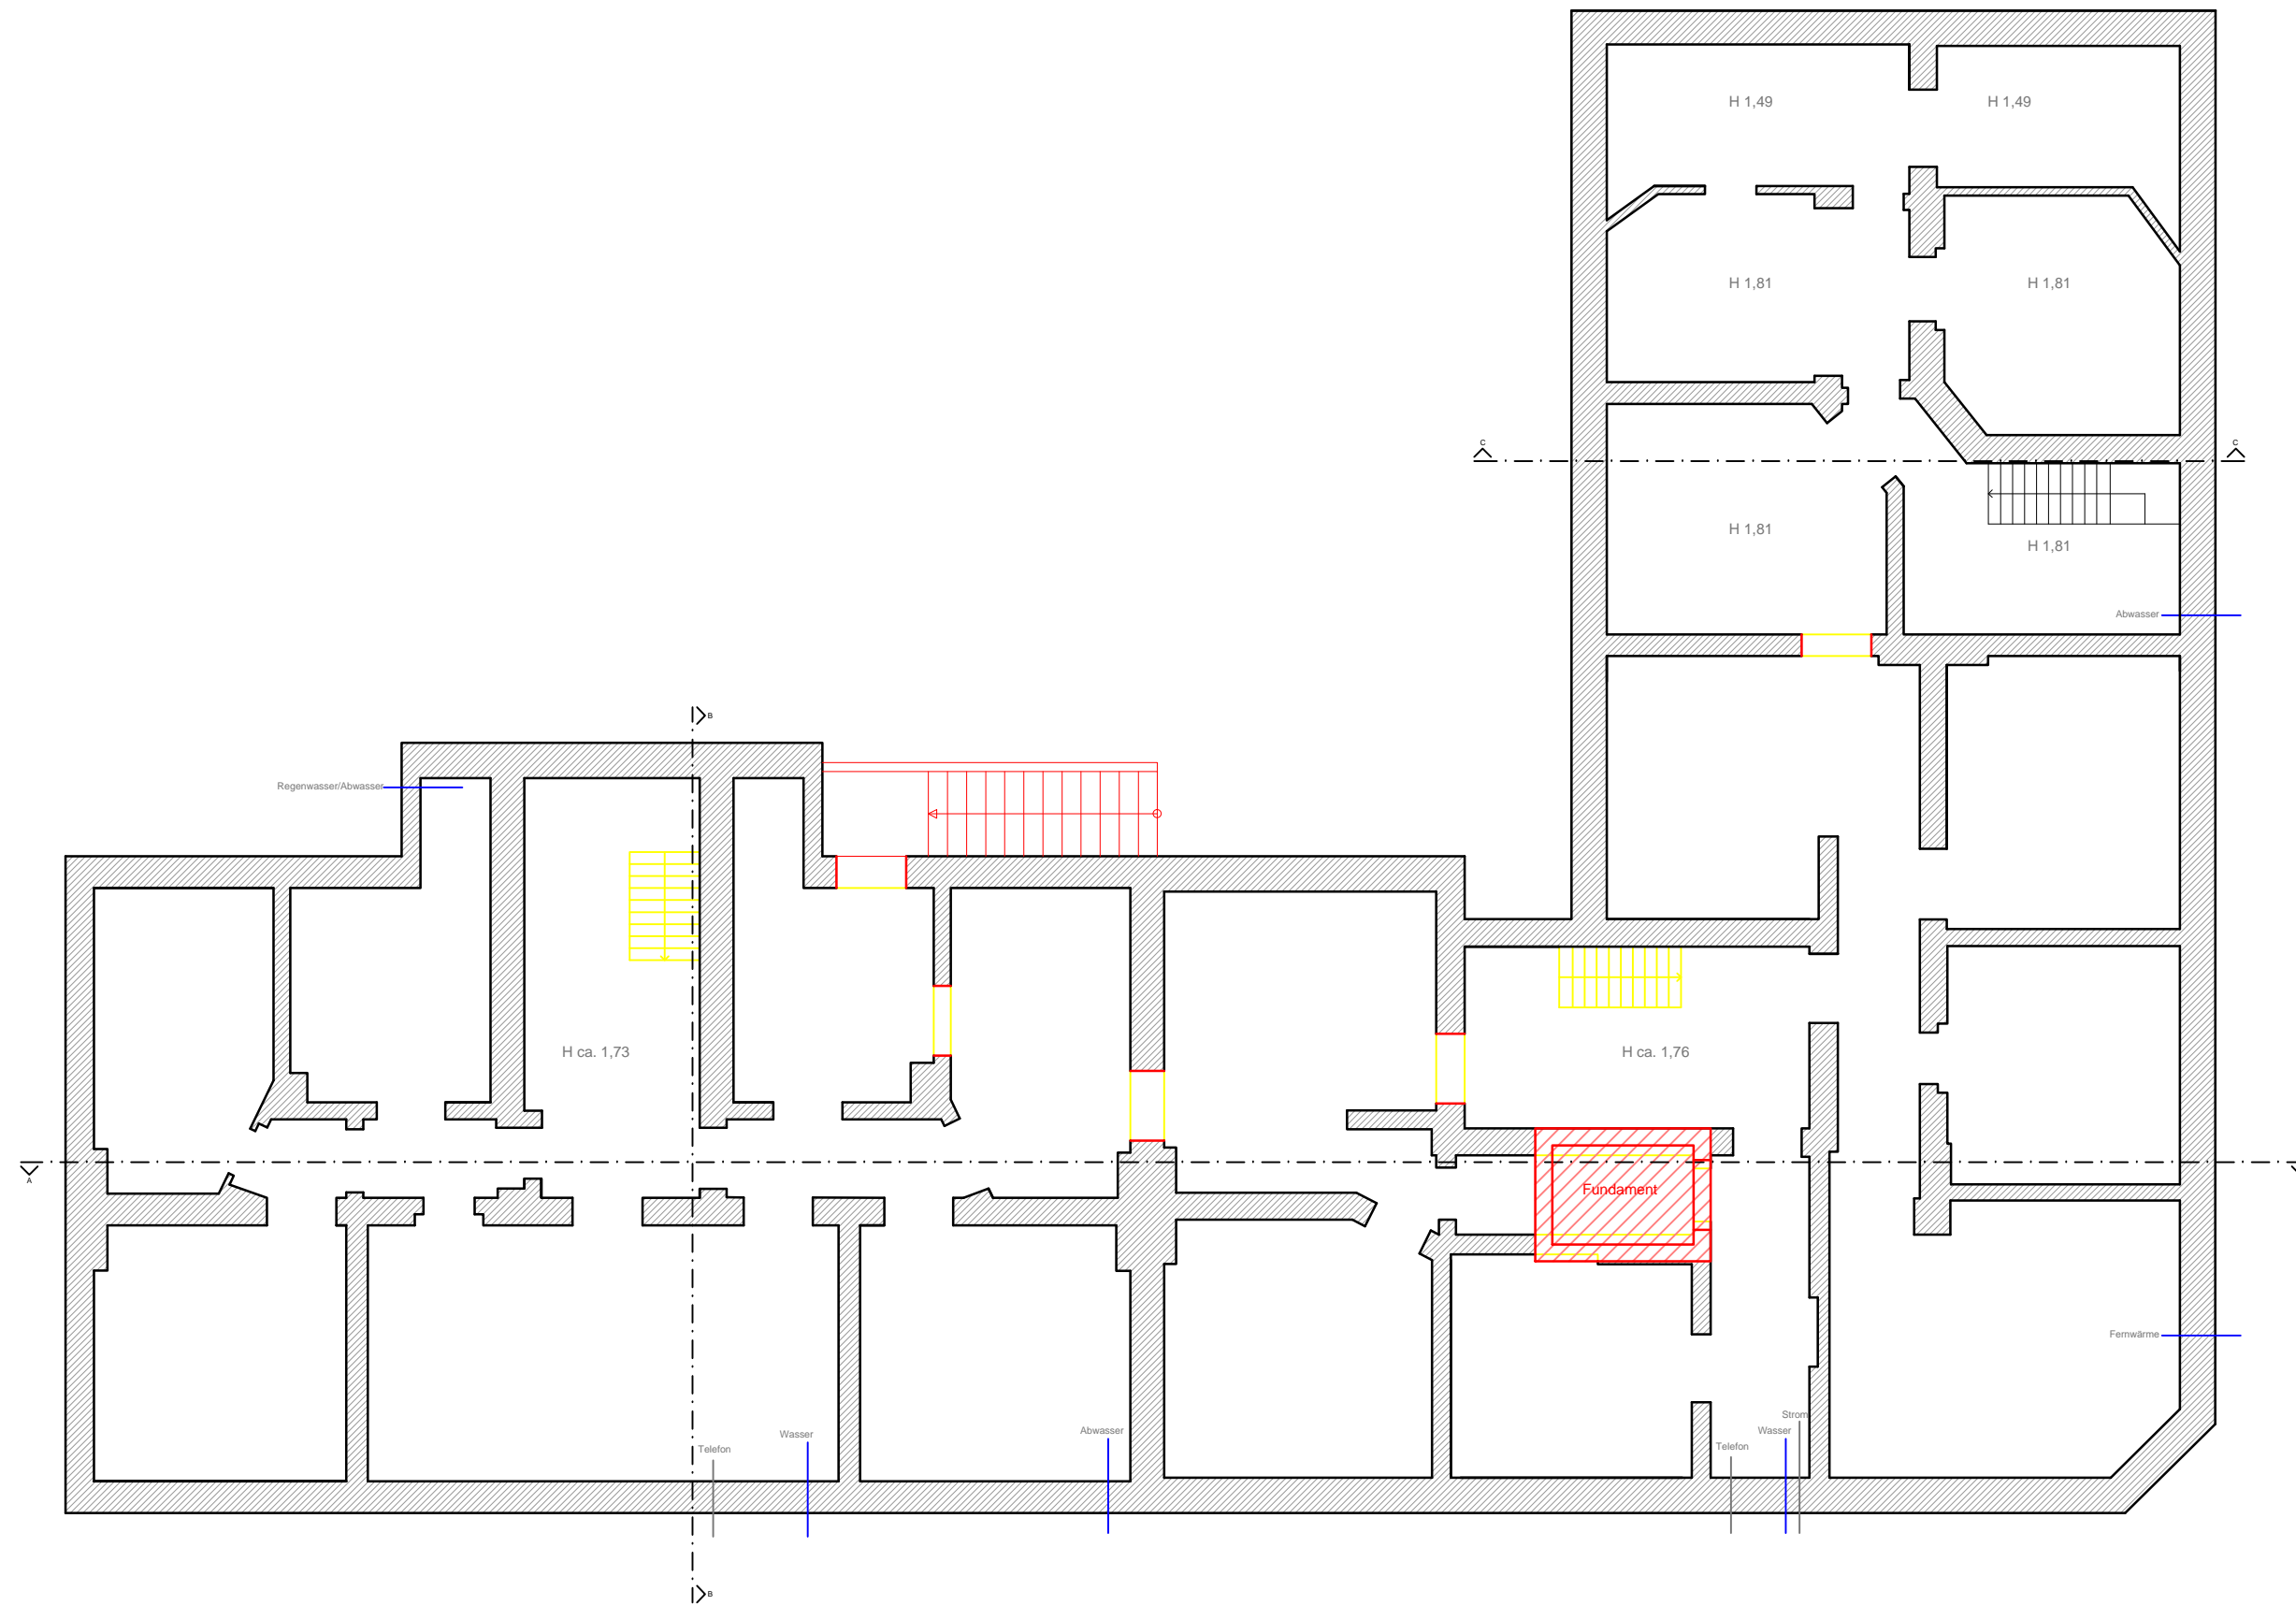 H 1,49
H 1,49
H 1,81
H 1,81
C
C
H 1,81
H 1,81
Abwasser
B
Regenwasser/Abwasser
H ca. 1,73
H ca. 1,76
A
Fundament
Fernwärme
Strom
Telefon
Wasser
Abwasser
Telefon
Wasser
B